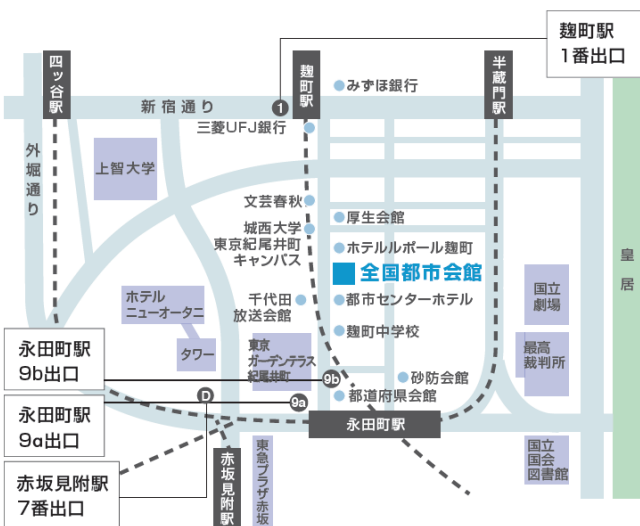 麹町駅
1番出口
四ッ谷駅
麹町駅
半蔵門駅
みずほ銀行
新宿通り
1
三菱UFJ銀行
外堀通り
上智大学
文芸春秋
厚生会館
城西大学
東京紀尾井町
キャンパス
ホテルルポール麹町
全国都市会館
皇居
千代田
放送会館
都市センターホテル
国立
劇場
ホテル
ニューオータニ
麹町中学校
タワー
東京
ガーデンテラス
紀尾井町
最高
裁判所
永田町駅
9b出口
9b
砂防会館
D
9a
都道府県会館
永田町駅
9a出口
永田町駅
赤坂見附駅
7番出口
赤坂見附駅
東急プラザ赤坂
国立
国会
図書館